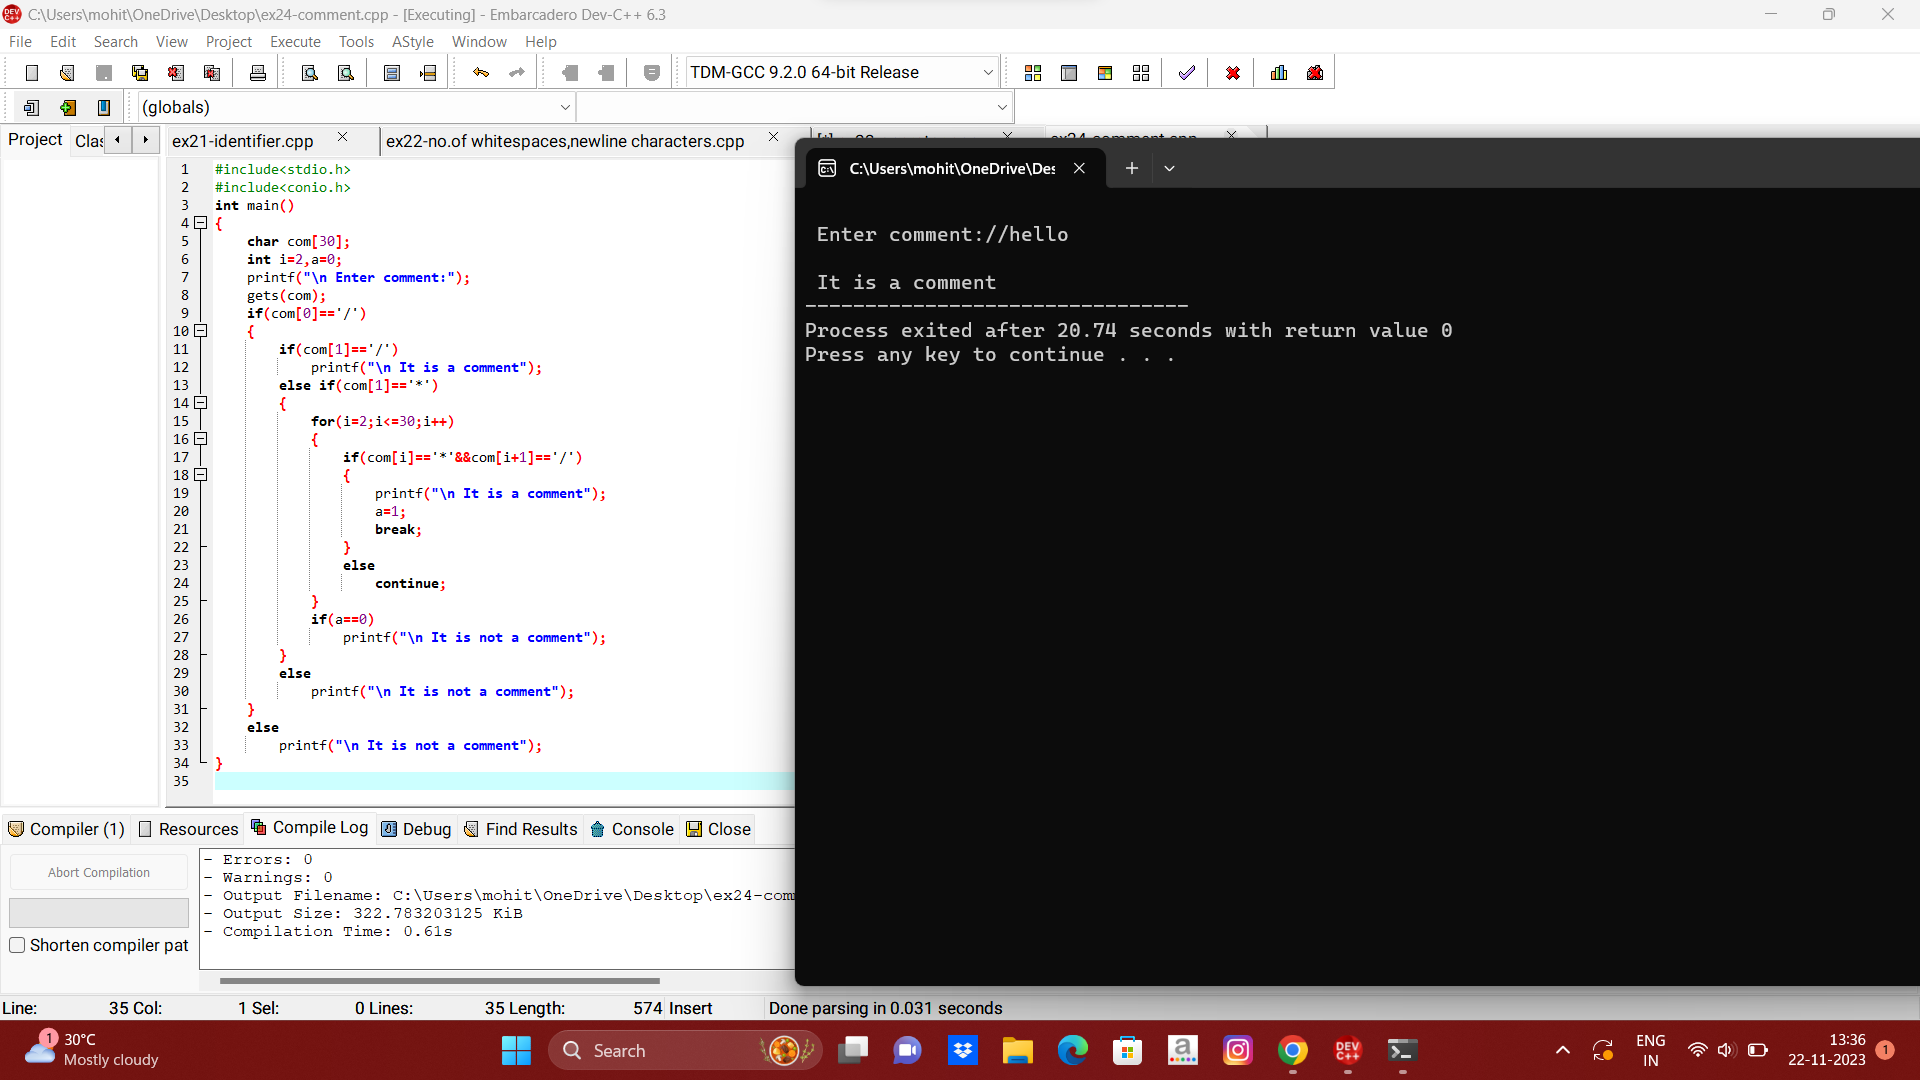 C:\Users\mohit\OneDrive\Desktop\ex24-comment.cpp - [Executing] - Embarcadero Dev-C++ 6.3
File Edit Search View Project Execute Tools AStyle Window Help
TDM-GCC 9.2.0 64-bit Release
(globals)
Project Clas ex21-identifier.cpp ex22-no.of whitespaces,newline characters.cpp ex24-comment.cpp
1 #include<stdio.h>
2 #include<conio.h>
3 int main()
4 {
5 char com[30];
6 int i=2,a=0;
7 printf("\n Enter comment:");
8 gets(com);
9 if(com[0]=='/')
10 {
11 if(com[1]=='/')
12 printf("\n It is a comment");
13 else if(com[1]=='*')
14 {
15 for(i=2;i<=30;i++)
16 {
17 if(com[i]=='*'&&com[i+1]=='/')
18 {
19 printf("\n It is a comment");
20 a=1;
21 break;
22 }
23 else
24 continue;
25 }
26 if(a==0)
27 printf("\n It is not a comment");
28 }
29 else
30 printf("\n It is not a comment");
31 }
32 else
33 printf("\n It is not a comment");
34 }
35
C:\Users\mohit\OneDrive\Des
Enter comment://hello
It is a comment
--------------------------------
Process exited after 20.74 seconds with return value 0
Press any key to continue . . .
Compiler (1) Resources Compile Log Debug Find Results Console Close
Abort Compilation
Shorten compiler pat
- Errors: 0
- Warnings: 0
- Output Filename: C:\Users\mohit\OneDrive\Desktop\ex24-com
- Output Size: 322.783203125 KiB
- Compilation Time: 0.61s
Line: 35 Col: 1 Sel: 0 Lines: 35 Length: 574 Insert Done parsing in 0.031 seconds
1 30°C
Mostly cloudy
Search
DEV C++
ENG
IN
13:36
22-11-2023
1